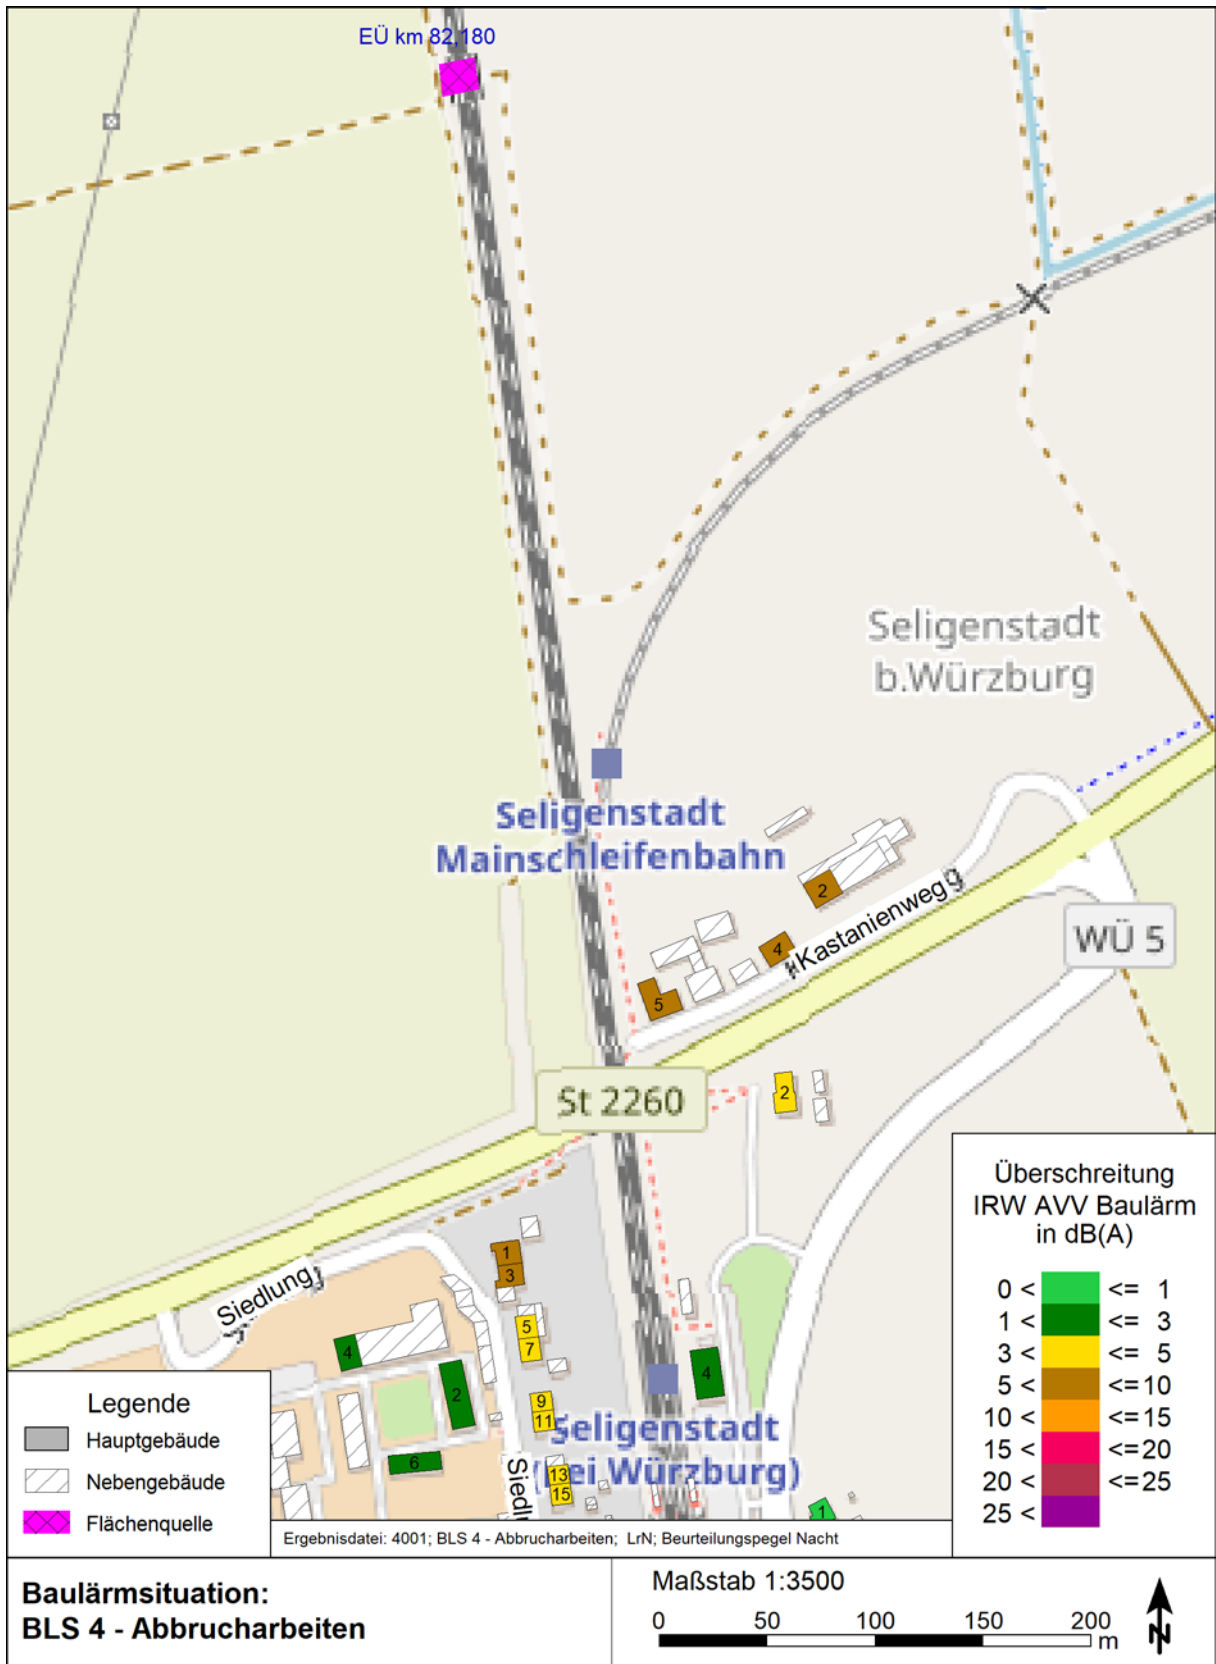 EÜ km 82,180
Seligenstadt
b.Würzburg
Seligenstadt
Mainschleifenbahn
2
Kastanienweg
4
WÜ 5
5
2
St 2260
1
3
Siedlung
5
7
4
2
4
9
11
Seligenstadt
(bei Würzburg)
6
13
15
Siedlu
1
Überschreitung
IRW AVV Baulärm
in dB(A)
0 < <= 1
1 < <= 3
3 < <= 5
5 < <=10
10 < <=15
15 < <=20
20 < <=25
25 <
Legende
Hauptgebäude
Nebengebäude
Flächenquelle
Ergebnisdatei: 4001; BLS 4 - Abbrucharbeiten; LrN; Beurteilungspegel Nacht
Baulärmsituation:
BLS 4 - Abbrucharbeiten
Maßstab 1:3500
0 50 100 150 200
m
N